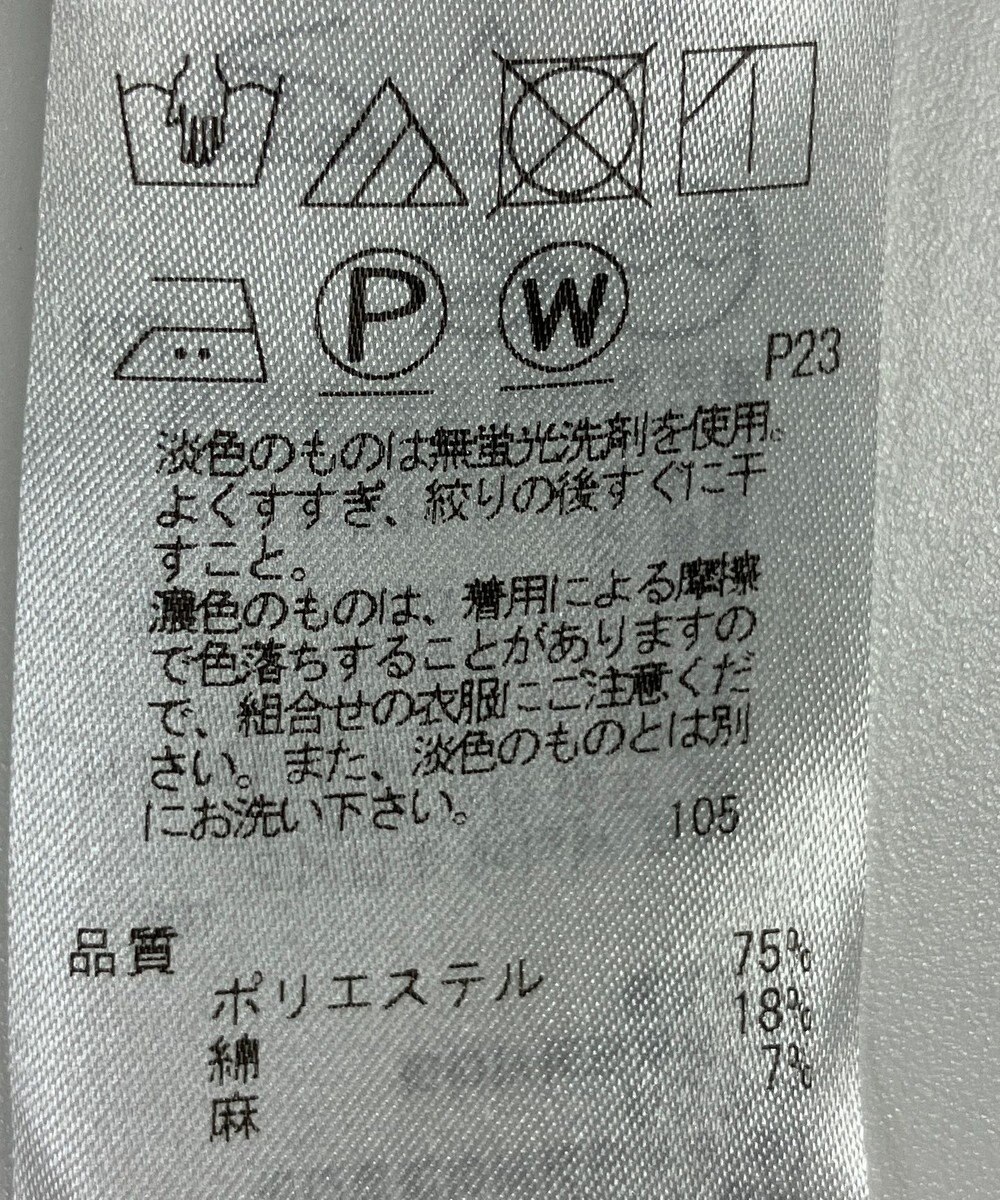 P W
P23
淡色のものは無蛍光洗剤を使用。
よくすすぎ、絞りの後すぐに干
すこと。
濃色のものは、着用による摩擦
で色落ちすることがありますの
で、組合せの衣服にご注意くだ
さい。また、淡色のものとは別
にお洗い下さい。
105
品質
ポリエステル 75%
綿 18%
麻 7%